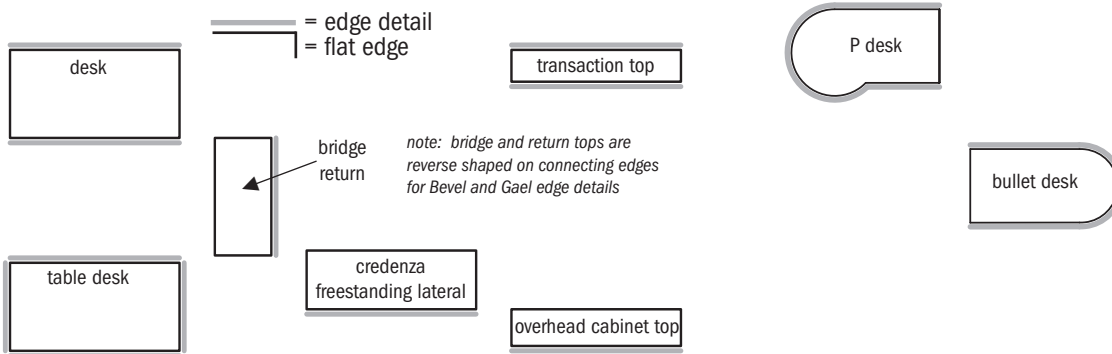 = edge detail
= flat edge
desk
transaction top
P desk
bridge
return
note: bridge and return tops are
reverse shaped on connecting edges
for Bevel and Gael edge details
bullet desk
table desk
credenza
freestanding lateral
overhead cabinet top